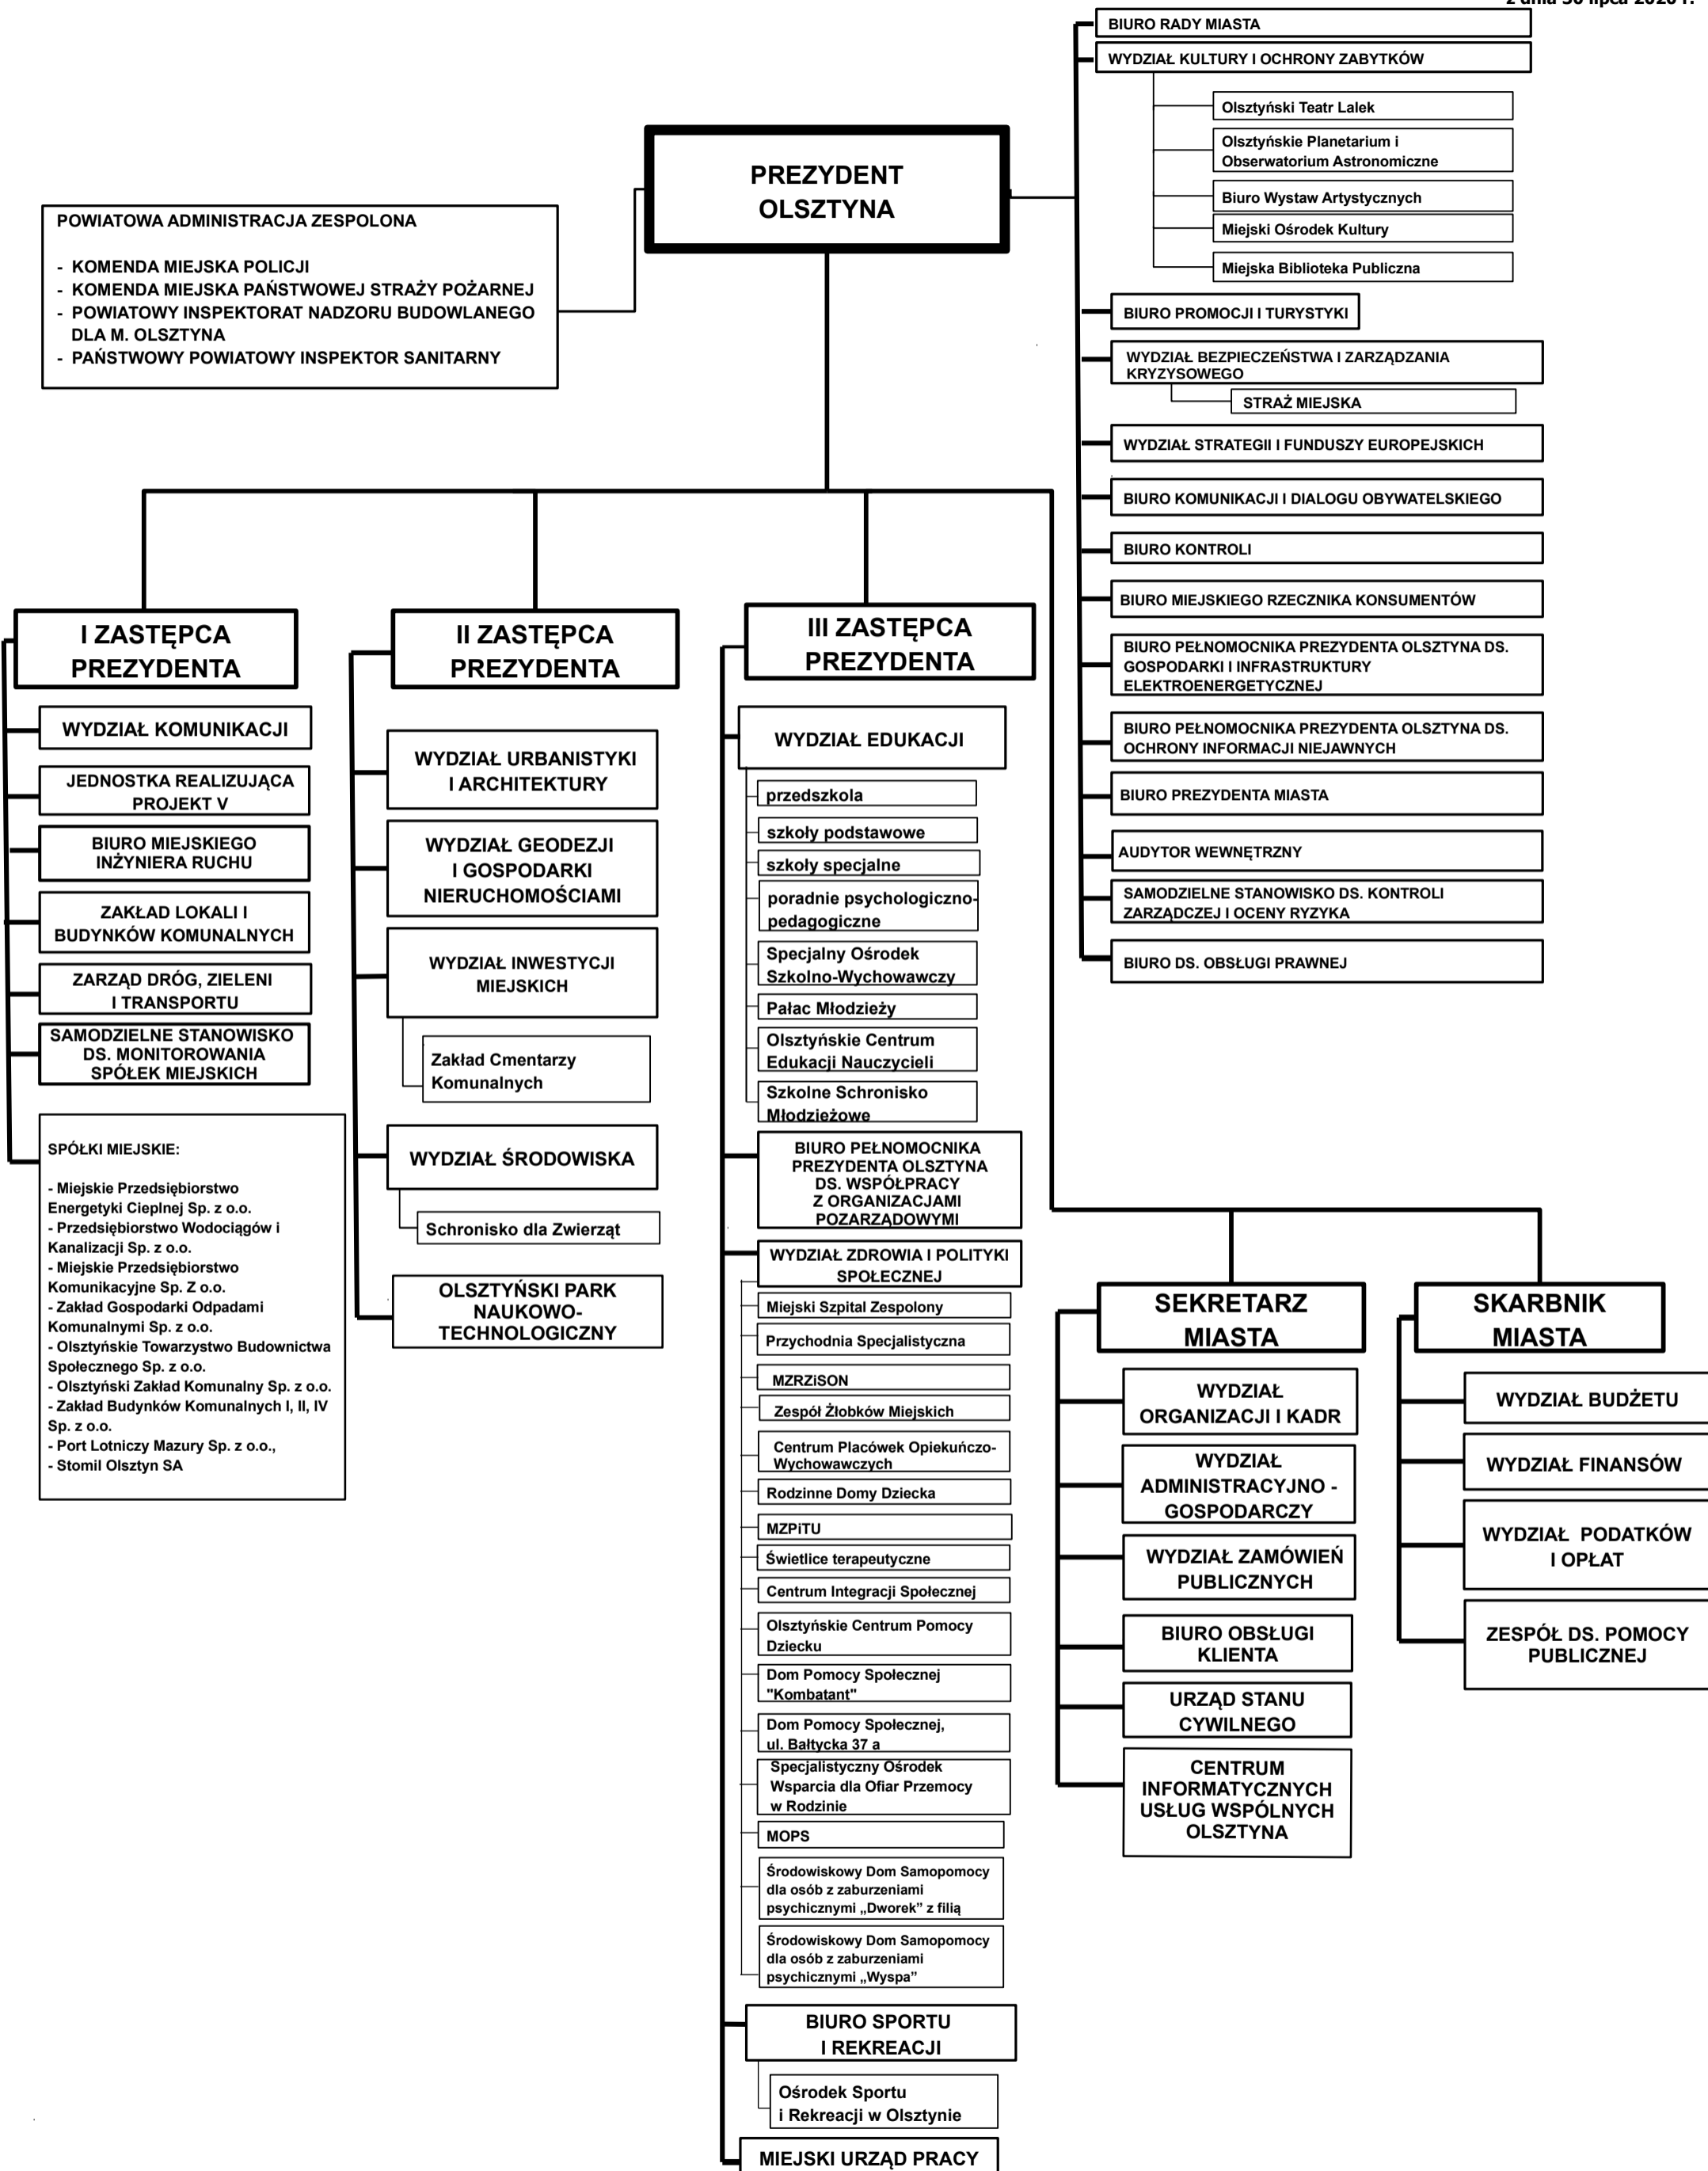 z dnia 30 lipca 2020 r.
BIURO RADY MIASTA
WYDZIAŁ KULTURY I OCHRONY ZABYTKÓW
Olsztyński Teatr Lalek
Olsztyńskie Planetarium i
Obserwatorium Astronomiczne
Biuro Wystaw Artystycznych
Miejski Ośrodek Kultury
Miejska Biblioteka Publiczna
PREZYDENT
OLSZTYNA
POWIATOWA ADMINISTRACJA ZESPOLONA
- KOMENDA MIEJSKA POLICJI
- KOMENDA MIEJSKA PAŃSTWOWEJ STRAŻY POŻARNEJ
- POWIATOWY INSPEKTORAT NADZORU BUDOWLANEGO
DLA M. OLSZTYNA
- PAŃSTWOWY POWIATOWY INSPEKTOR SANITARNY
BIURO PROMOCJI I TURYSTYKI
WYDZIAŁ BEZPIECZEŃSTWA I ZARZĄDZANIA
KRYZYSOWEGO
STRAŻ MIEJSKA
WYDZIAŁ STRATEGII I FUNDUSZY EUROPEJSKICH
BIURO KOMUNIKACJI I DIALOGU OBYWATELSKIEGO
BIURO KONTROLI
BIURO MIEJSKIEGO RZECZNIKA KONSUMENTÓW
BIURO PEŁNOMOCNIKA PREZYDENTA OLSZTYNA DS.
GOSPODARKI I INFRASTRUKTURY
ELEKTROENERGETYCZNEJ
BIURO PEŁNOMOCNIKA PREZYDENTA OLSZTYNA DS.
OCHRONY INFORMACJI NIEJAWNYCH
BIURO PREZYDENTA MIASTA
AUDYTOR WEWNĘTRZNY
SAMODZIELNE STANOWISKO DS. KONTROLI
ZARZĄDCZEJ I OCENY RYZYKA
BIURO DS. OBSŁUGI PRAWNEJ
I ZASTĘPCA
PREZYDENTA
WYDZIAŁ KOMUNIKACJI
JEDNOSTKA REALIZUJĄCA
PROJEKT V
BIURO MIEJSKIEGO
INŻYNIERA RUCHU
ZAKŁAD LOKALI I
BUDYNKÓW KOMUNALNYCH
ZARZĄD DRÓG, ZIELENI
I TRANSPORTU
SAMODZIELNE STANOWISKO
DS. MONITOROWANIA
SPÓŁEK MIEJSKICH
SPÓŁKI MIEJSKIE:
- Miejskie Przedsiębiorstwo
Energetyki Cieplnej Sp. z o.o.
- Przedsiębiorstwo Wodociągów i
Kanalizacji Sp. z o.o.
- Miejskie Przedsiębiorstwo
Komunikacyjne Sp. Z o.o.
- Zakład Gospodarki Odpadami
Komunalnymi Sp. z o.o.
- Olsztyńskie Towarzystwo Budownictwa
Społecznego Sp. z o.o.
- Olsztyński Zakład Komunalny Sp. z o.o.
- Zakład Budynków Komunalnych I, II, IV
Sp. z o.o.
- Port Lotniczy Mazury Sp. z o.o.,
- Stomil Olsztyn SA
II ZASTĘPCA
PREZYDENTA
WYDZIAŁ URBANISTYKI
I ARCHITEKTURY
WYDZIAŁ GEODEZJI
I GOSPODARKI
NIERUCHOMOŚCIAMI
WYDZIAŁ INWESTYCJI
MIEJSKICH
Zakład Cmentarzy
Komunalnych
WYDZIAŁ ŚRODOWISKA
Schronisko dla Zwierząt
OLSZTYŃSKI PARK
NAUKOWO-
TECHNOLOGICZNY
III ZASTĘPCA
PREZYDENTA
WYDZIAŁ EDUKACJI
przedszkola
szkoły podstawowe
szkoły specjalne
poradnie psychologiczno-
pedagogiczne
Specjalny Ośrodek
Szkolno-Wychowawczy
Pałac Młodzieży
Olsztyńskie Centrum
Edukacji Nauczycieli
Szkolne Schronisko
Młodzieżowe
BIURO PEŁNOMOCNIKA
PREZYDENTA OLSZTYNA
DS. WSPÓŁPRACY
Z ORGANIZACJAMI
POZARZĄDOWYMI
WYDZIAŁ ZDROWIA I POLITYKI
SPOŁECZNEJ
Miejski Szpital Zespolony
Przychodnia Specjalistyczna
MZRZiSON
Zespół Żłobków Miejskich
Centrum Placówek Opiekuńczo-
Wychowawczych
Rodzinne Domy Dziecka
MZPiTU
Świetlice terapeutyczne
Centrum Integracji Społecznej
Olsztyńskie Centrum Pomocy
Dziecku
Dom Pomocy Społecznej
"Kombatant"
Dom Pomocy Społecznej,
ul. Bałtycka 37 a
Specjalistyczny Ośrodek
Wsparcia dla Ofiar Przemocy
w Rodzinie
MOPS
Środowiskowy Dom Samopomocy
dla osób z zaburzeniami
psychicznymi „Dworek” z filią
Środowiskowy Dom Samopomocy
dla osób z zaburzeniami
psychicznymi „Wyspa”
BIURO SPORTU
I REKREACJI
Ośrodek Sportu
i Rekreacji w Olsztynie
MIEJSKI URZĄD PRACY
SEKRETARZ
MIASTA
WYDZIAŁ
ORGANIZACJI I KADR
WYDZIAŁ
ADMINISTRACYJNO -
GOSPODARCZY
WYDZIAŁ ZAMÓWIEŃ
PUBLICZNYCH
BIURO OBSŁUGI
KLIENTA
URZĄD STANU
CYWILNEGO
CENTRUM
INFORMATYCZNYCH
USŁUG WSPÓLNYCH
OLSZTYNA
SKARBNIK
MIASTA
WYDZIAŁ BUDŻETU
WYDZIAŁ FINANSÓW
WYDZIAŁ PODATKÓW
I OPŁAT
ZESPÓŁ DS. POMOCY
PUBLICZNEJ